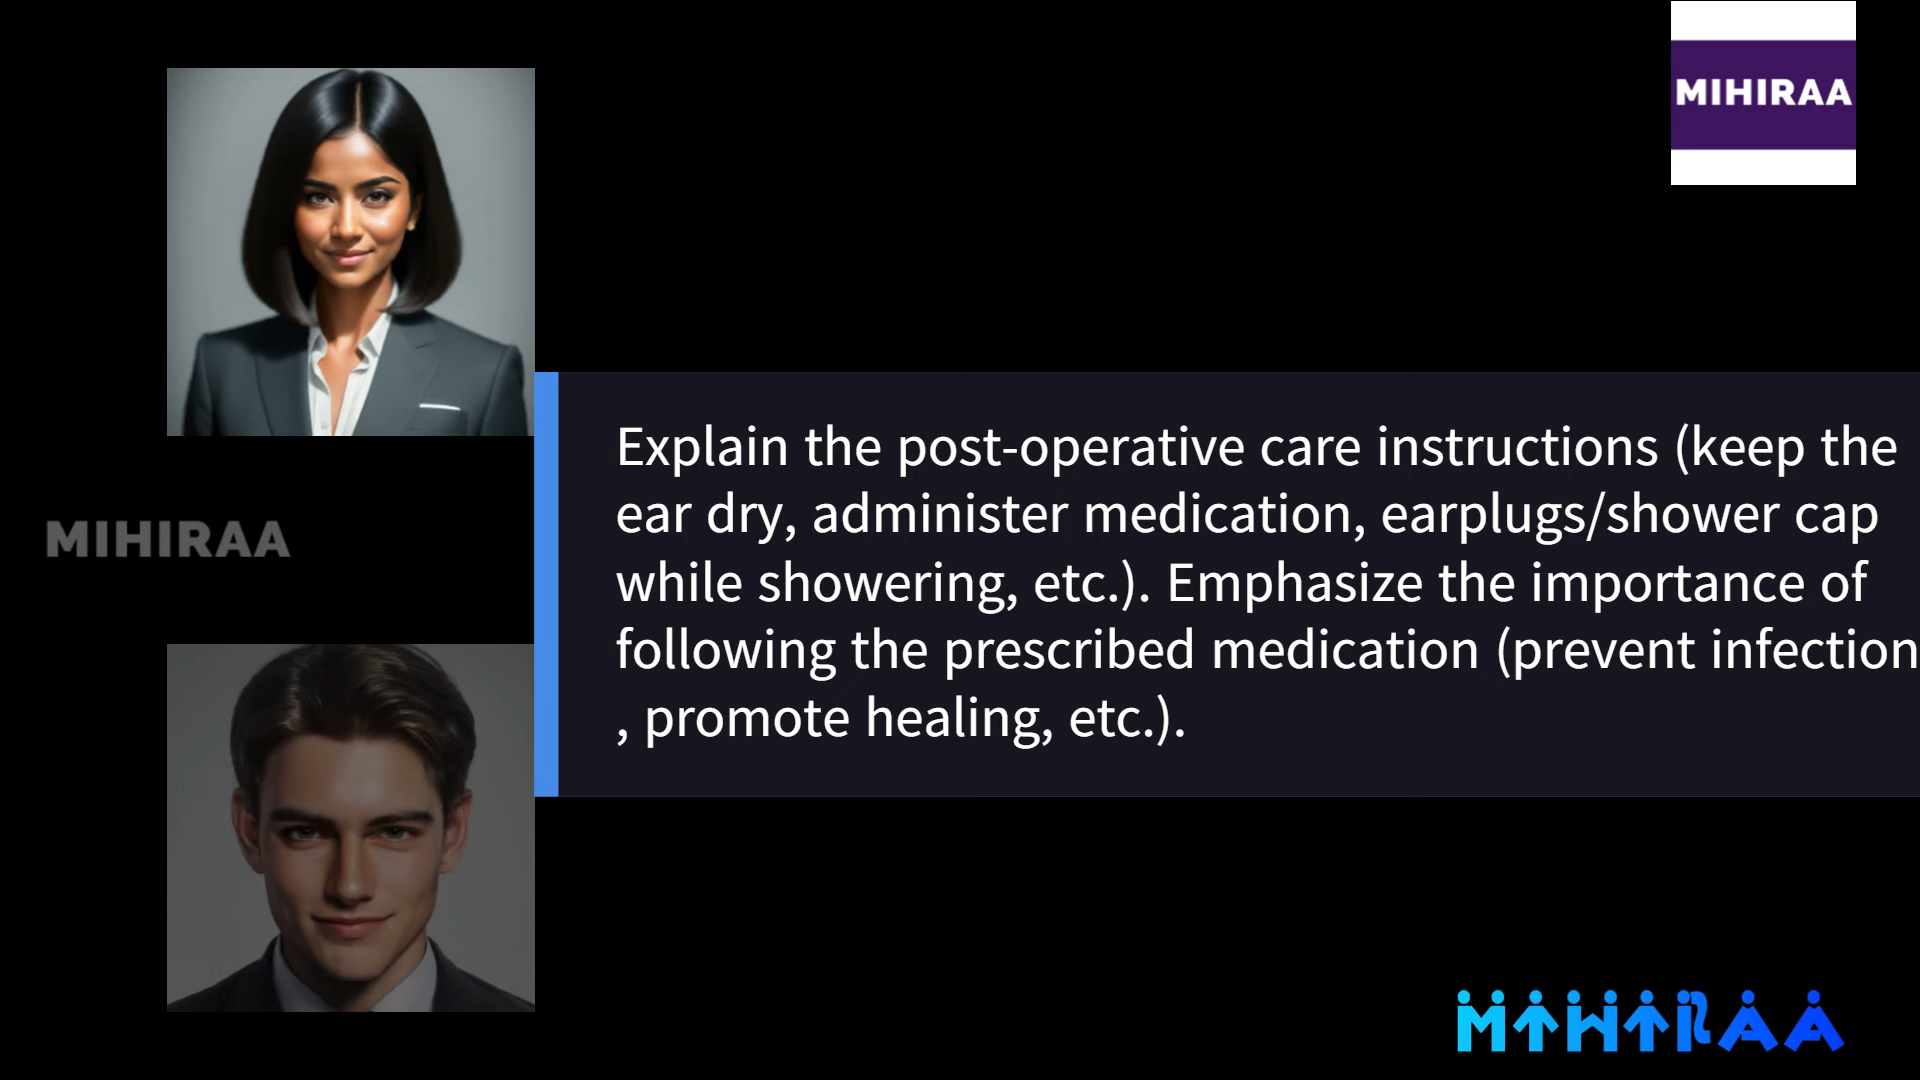 MIHIRAA
Explain the post-operative care instructions (keep the
ear dry, administer medication, earplugs/shower cap
while showering, etc.). Emphasize the importance of
following the prescribed medication (prevent infection
, promote healing, etc.).
MIHIRAA
MIHIRAA